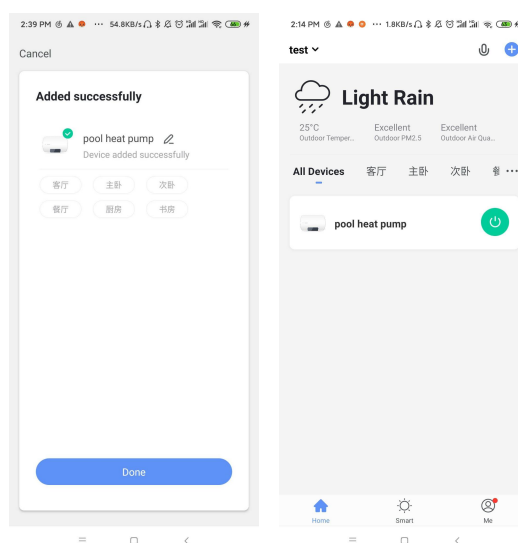 2:39 PM ··· 54.8KB/s 66
Cancel
Added successfully
pool heat pump
Device added successfully
客厅 主卧 次卧
餐厅 厨房 书房
Done
2:14 PM ··· 1.8KB/s
test
Light Rain
25°C Excellent Excellent
Outdoor Temper... Outdoor PM2.5 Outdoor Air Qua...
All Devices 客厅 主卧 次卧 ···
pool heat pump
Home Smart Me